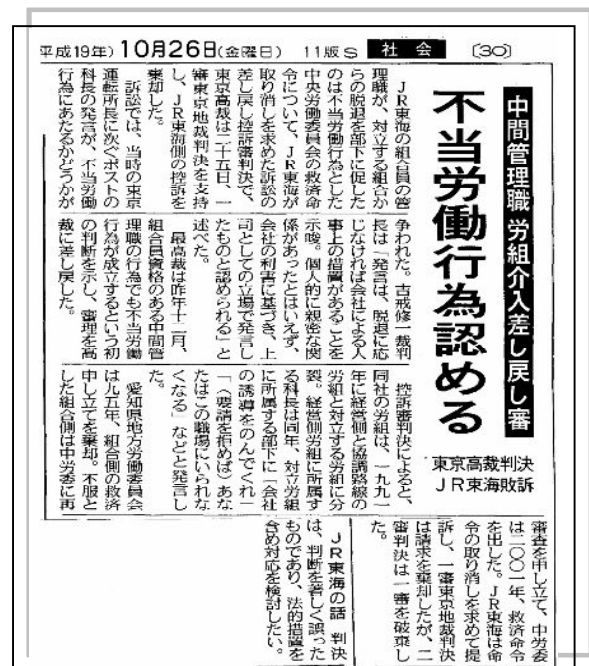 平成19年) 10月26日(金曜日) 11版S 社会 〔30〕
中間管理職 労組介入差し戻し審
不当労働行為認める
東京高裁判決
JR東海敗訴
JR東海の組合員の管
理職が、対立する組合か
らの脱退を部下に促した
のは不当労働行為とした
中央労働委員会の救済命
令について、JR東海が
取り消しを求めた訴訟の
差し戻し控訴審判決で、
東京高裁は二十五日、一
審東京地裁判決を支持
し、JR東海側の控訴を
棄却した。
訴訟では、当時の東京
運転所長に次ぐポストの
科長の発言が、不当労働
行為にあたるかどうかが
争われた。吉戒修一裁判
長は「発言は、脱退に応
じなければ会社による人
事上の措置があることを
示唆。個人的に親密な関
係があったとはいえず、
会社の利害に基づき、上
司としての立場で発言し
たものと認められる」と
述べた。
最高裁は昨年十二月、
組合員資格のある中間管
理職の行為でも不当労働
行為が成立するという初
の判断を示し、審理を高
裁に差し戻した。
控訴審判決によると、
同社の労組は、一九九一
年に経営側と協調路線の
労組と対立する労組に分
裂。経営側労組に所属す
る科長は同年、対立労組
に所属する部下に「会社
の誘導をのんでくれ」
「(要請を拒めば)あな
たはこの職場にいられな
くなる」などと発言し
た。
愛知県地方労働委員会
は九五年、組合側の救済
申し立てを棄却。不服と
した組合側は中労委に再
審査を申し立て、中労委
は二〇〇一年、救済命令
を出した。JR東海は命
令の取り消しを求めて提
訴し、一審東京地裁判決
は請求を棄却したが、二
審判決は一審を破棄し
た。
JR東海の話 判決
は、判断を著しく誤った
ものであり、法的措置を
含め対応を検討したい。